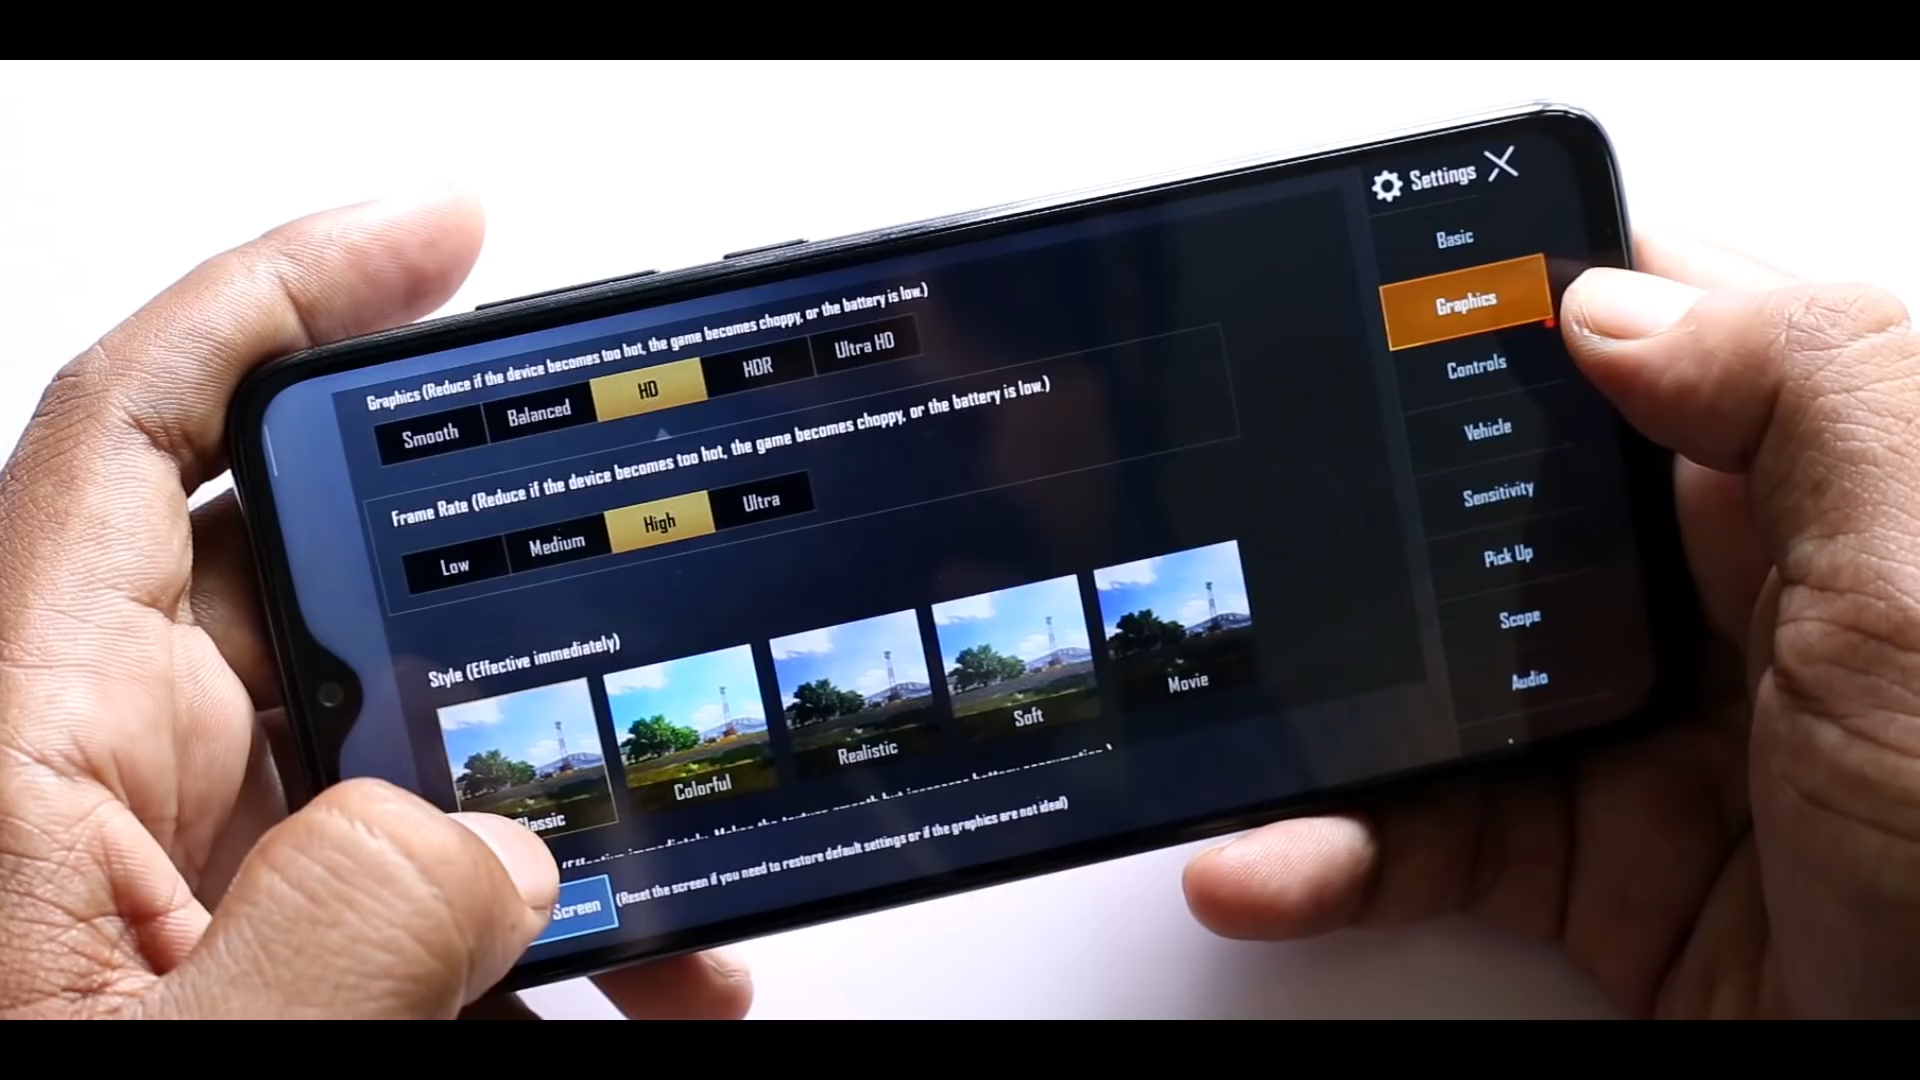 Settings
Basic
Graphics
Controls
Vehicle
Sensitivity
Pick Up
Scope
Audio
Graphics (Reduce if the device becomes too hot, the game becomes choppy, or the battery is low.)
Smooth Balanced HD HDR Ultra HD
Frame Rate (Reduce if the device becomes too hot, the game becomes choppy, or the battery is low.)
Low Medium High Ultra
Style (Effective immediately)
Classic Colorful Realistic Soft Movie
Screen (Reset the screen if you need to restore default settings or if the graphics are not ideal)